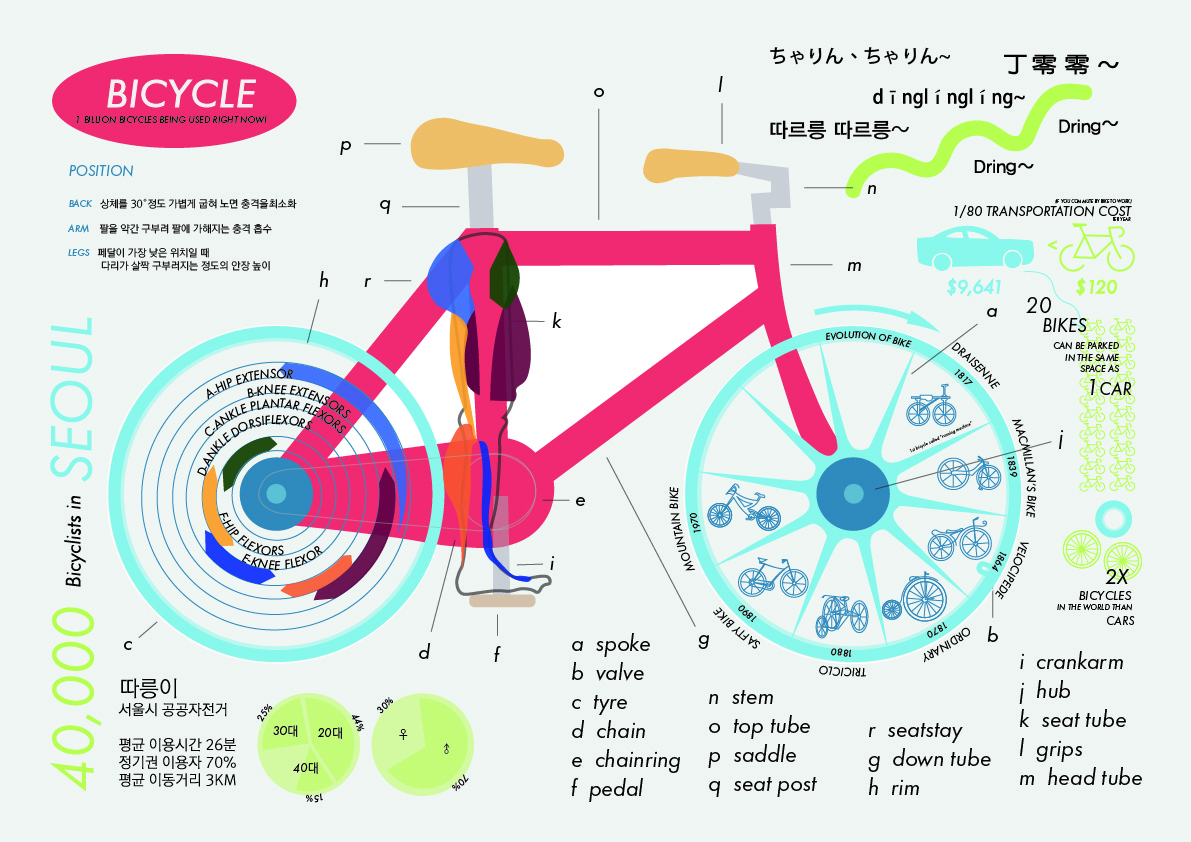 BICYCLE
1 BILLION BICYCLES BEING USED RIGHT NOW!
POSITION
BACK 상체를 30°정도 가볍게 굽혀 노면 충격을최소화
ARM 팔을 약간 구부려 팔에 가해지는 충격 흡수
LEGS 페달이 가장 낮은 위치일 때
다리가 살짝 구부러지는 정도의 안장 높이
ちゃりん、ちゃりん~
丁零零~
dīnglínglíng~
따르릉 따르릉~
Dring~
Dring~
(IF YOU COMMUTE BY BIKE TO WORK)
1/80 TRANSPORTATION COST
PER YEAR
<
$9,641
$120
20
BIKES
CAN BE PARKED
IN THE SAME
SPACE AS
1 CAR
2X
BICYCLES
IN THE WORLD THAN
CARS
p
q
r
h
o
l
n
m
k
a
j
e
i
c
d
f
g
b
A-HIP EXTENSOR
B-KNEE EXTENSORS
C-ANKLE PLANTAR FLEXORS
D-ANKLE DORSIFLEXORS
F-HIP FLEXORS
E-KNEE FLEXOR
EVOLUTION OF BIKE
DRAISENNE
1817
1st bicycle called "running machine"
MACMILLAN'S BIKE
1839
VELOCIPEDE
1864
ORDINARY
1870
TRICICLO
1880
SAFTY BIKE
1890
MOUNTAIN BIKE
1970
40,000 Bicyclists in SEOUL
따릉이
서울시 공공자전거
평균 이용시간 26분
정기권 이용자 70%
평균 이동거리 3KM
25%
44%
30대
20대
40대
15%
30%
♀
♂
70%
a spoke
b valve
c tyre
d chain
e chainring
f pedal
n stem
o top tube
p saddle
q seat post
r seatstay
g down tube
h rim
i crankarm
j hub
k seat tube
l grips
m head tube